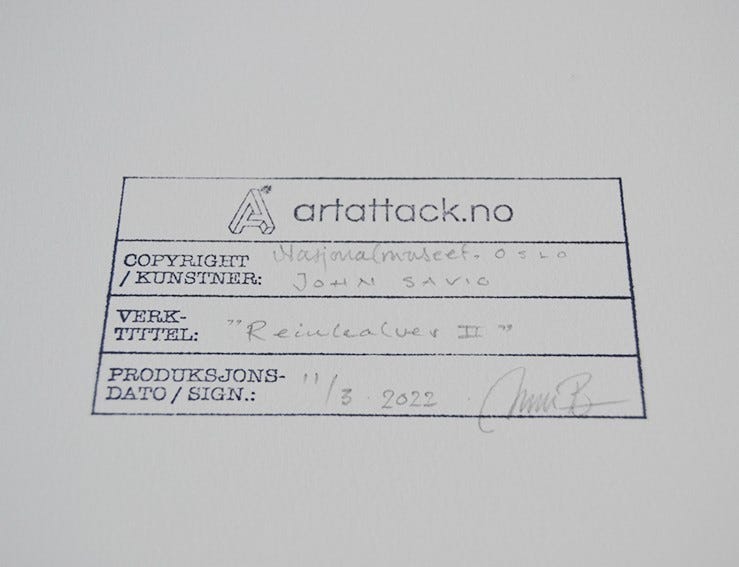 artattack.no
COPYRIGHT Nasjonalmuseet. OSLO
/KUNSTNER: JOHN SAVIO
VERK-
TITTEL: "Reinkalver II"
PRODUKSJONS-
DATO/SIGN.: 11/3 . 2022 .